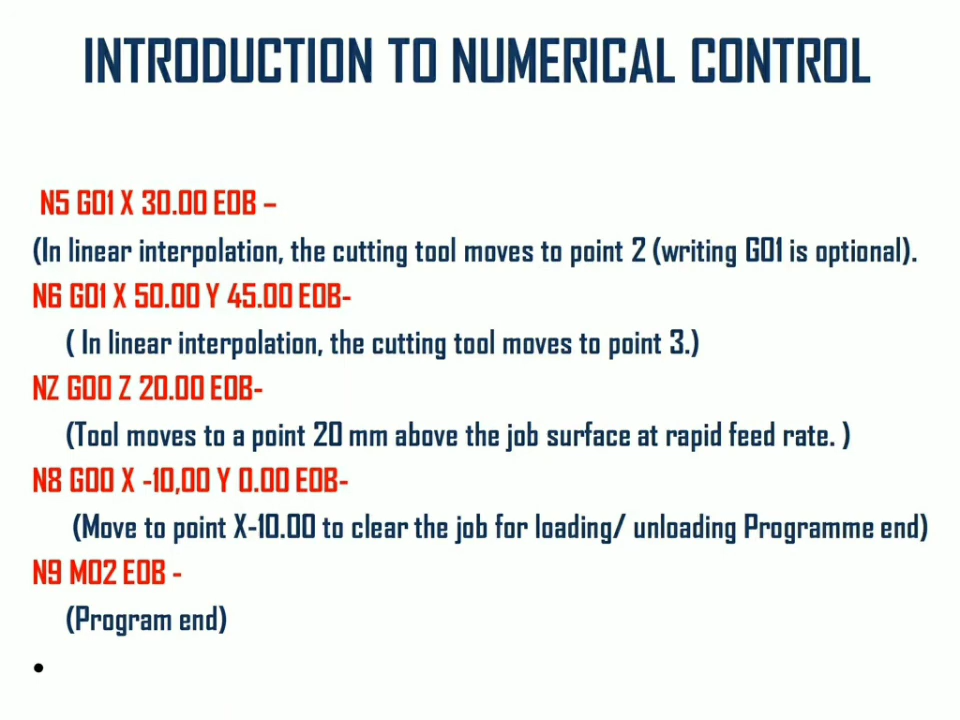 INTRODUCTION TO NUMERICAL CONTROL
N5 G01 X 30.00 EOB –
(In linear interpolation, the cutting tool moves to point 2 (writing G01 is optional).
N6 G01 X 50.00 Y 45.00 EOB-
( In linear interpolation, the cutting tool moves to point 3.)
NZ G00 Z 20.00 EOB-
(Tool moves to a point 20 mm above the job surface at rapid feed rate. )
N8 G00 X -10,00 Y 0.00 EOB-
(Move to point X-10.00 to clear the job for loading/ unloading Programme end)
N9 M02 EOB -
(Program end)